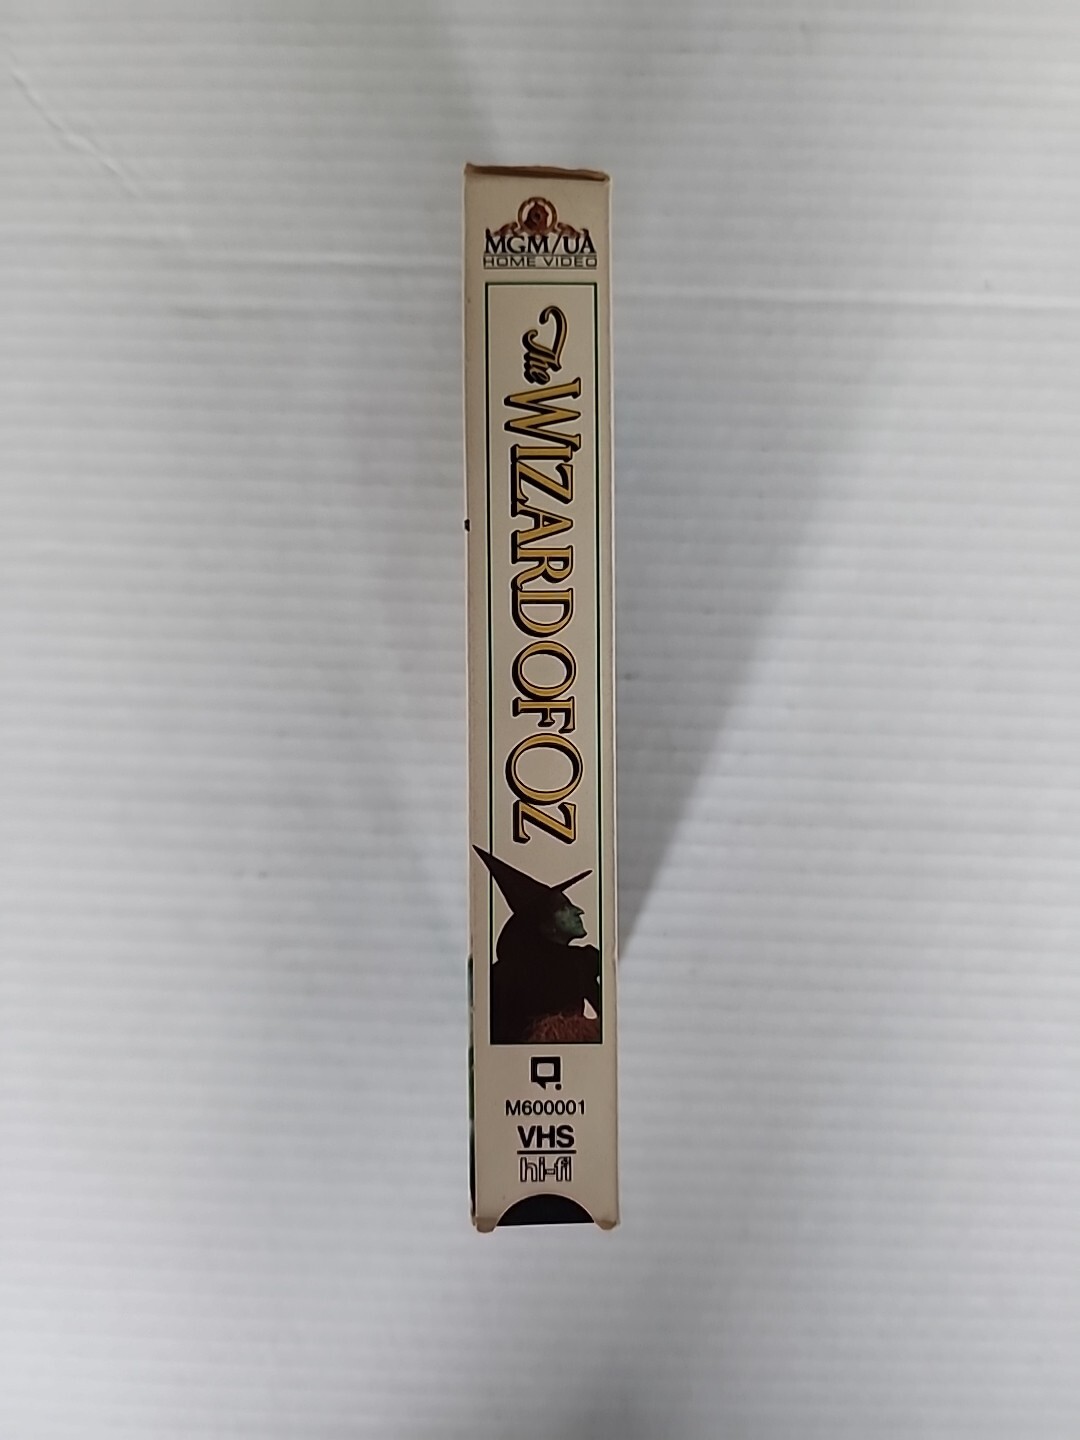 MGM/UA
HOME VIDEO
The WIZARD OF OZ
M600001
VHS
hi-fi